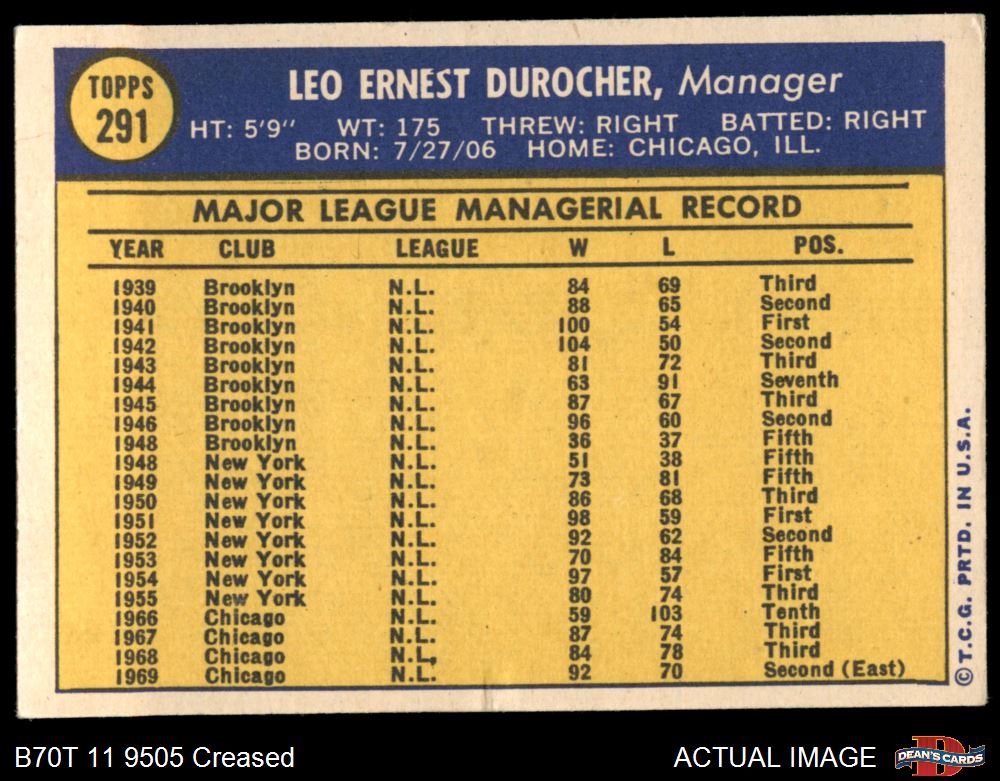 TOPPS
291
LEO ERNEST DUROCHER, Manager
HT: 5'9" WT: 175 THREW: RIGHT BATTED: RIGHT
BORN: 7/27/06 HOME: CHICAGO, ILL.
MAJOR LEAGUE MANAGERIAL RECORD
YEAR CLUB LEAGUE W L POS.
1939 Brooklyn N.L. 84 69 Third
1940 Brooklyn N.L. 88 65 Second
1941 Brooklyn N.L. 100 54 First
1942 Brooklyn N.L. 104 50 Second
1943 Brooklyn N.L. 81 72 Third
1944 Brooklyn N.L. 63 91 Seventh
1945 Brooklyn N.L. 87 67 Third
1946 Brooklyn N.L. 96 60 Second
1948 Brooklyn N.L. 36 37 Fifth
1948 New York N.L. 51 38 Fifth
1949 New York N.L. 73 81 Fifth
1950 New York N.L. 86 68 Third
1951 New York N.L. 98 59 First
1952 New York N.L. 92 62 Second
1953 New York N.L. 70 84 Fifth
1954 New York N.L. 97 57 First
1955 New York N.L. 80 74 Third
1966 Chicago N.L. 59 103 Tenth
1967 Chicago N.L. 87 74 Third
1968 Chicago N.L. 84 78 Third
1969 Chicago N.L. 92 70 Second (East)
© T.C.G. PRTD. IN U.S.A.
B70T 11 9505 Creased
ACTUAL IMAGE
D
DEAN'S CARDS